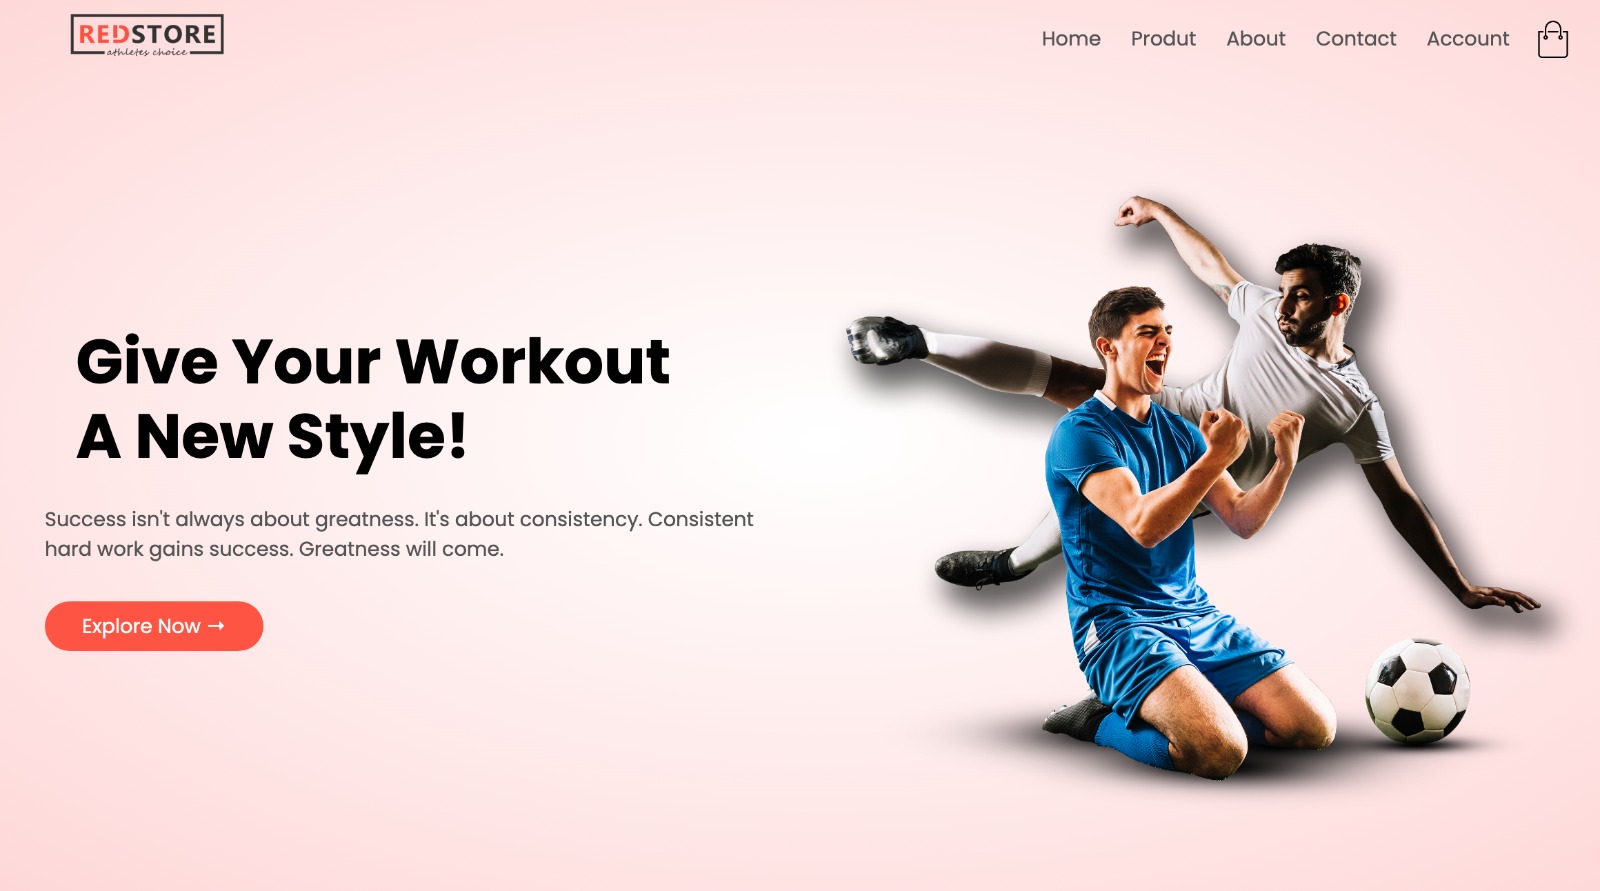 REDSTORE
athletes choice
Home Produt About Contact Account
Give Your Workout
A New Style!
Success isn't always about greatness. It's about consistency. Consistent
hard work gains success. Greatness will come.
Explore Now →